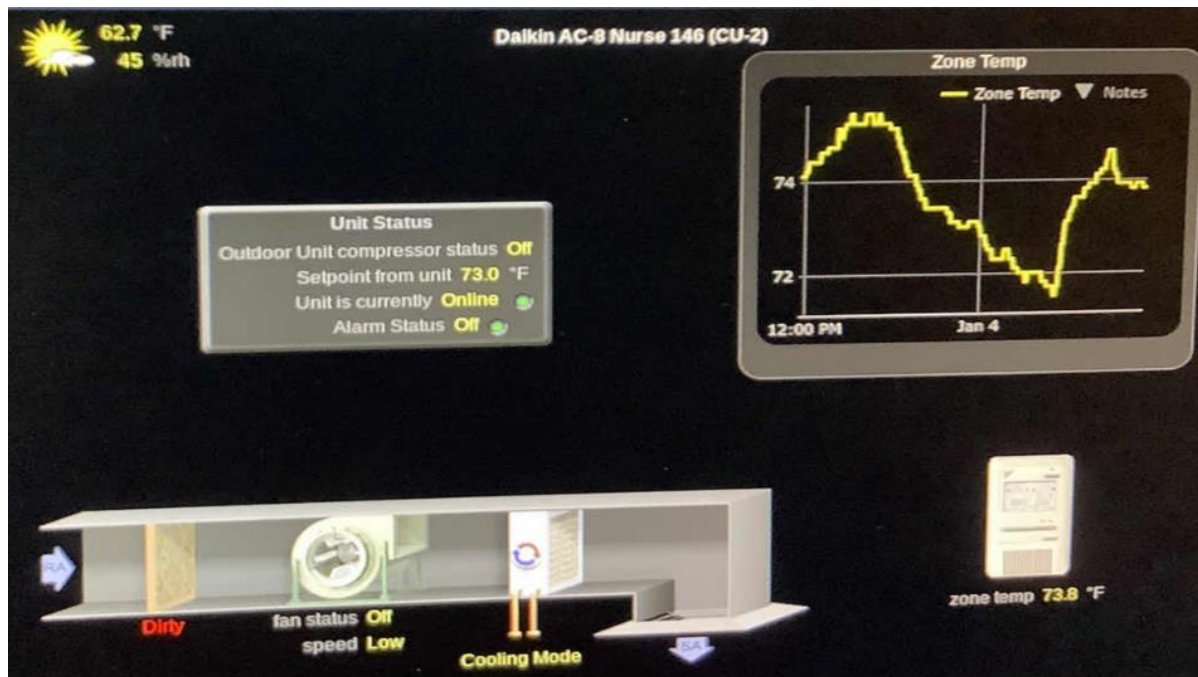 62.7 °F
45 %rh
Daikin AC-8 Nurse 146 (CU-2)
Zone Temp
Zone Temp Notes
74
72
12:00 PM Jan 4
Unit Status
Outdoor Unit compressor status Off
Setpoint from unit 73.0 °F
Unit is currently Online
Alarm Status Off
RA
Dirty
fan status Off
speed Low
Cooling Mode
SA
zone temp 73.8 °F